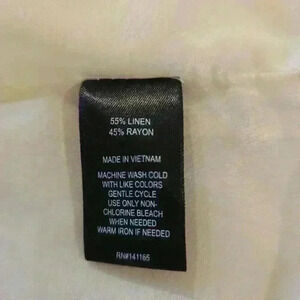 55% LINEN
45% RAYON
MADE IN VIETNAM
MACHINE WASH COLD
WITH LIKE COLORS
GENTLE CYCLE
USE ONLY NON-
CHLORINE BLEACH
WHEN NEEDED
WARM IRON IF NEEDED
RN#141165